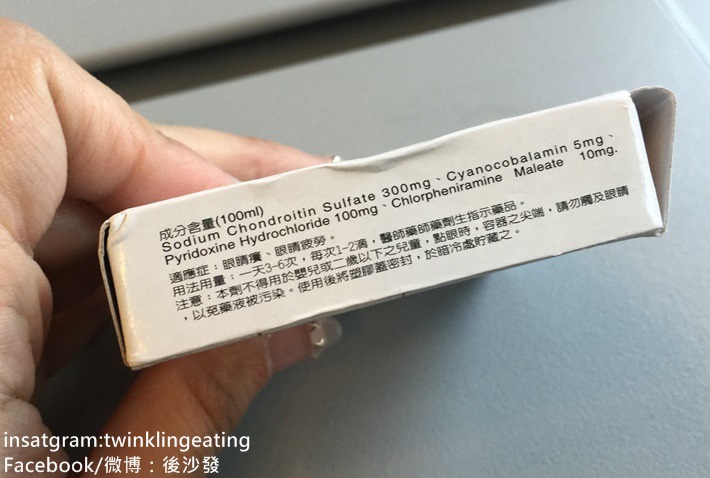 成分含量(100ml)
Sodium Chondroitin Sulfate 300mg、Cyanocobalamin 5mg、
Pyridoxine Hydrochloride 100mg、Chlorpheniramine Maleate 10mg.
適應症：眼睛癢、眼睛疲勞。
用法用量：一天3-6次，每次1-2滴，醫師藥師藥劑生指示藥品。
注意：本劑不得用於嬰兒或二歲以下之兒童，點眼時，容器之尖端，請勿觸及眼睛
，以免藥液被污染。使用後將塑膠蓋密封，於暗冷處貯藏之。
insatgram:twinklingeating
Facebook/微博：後沙發